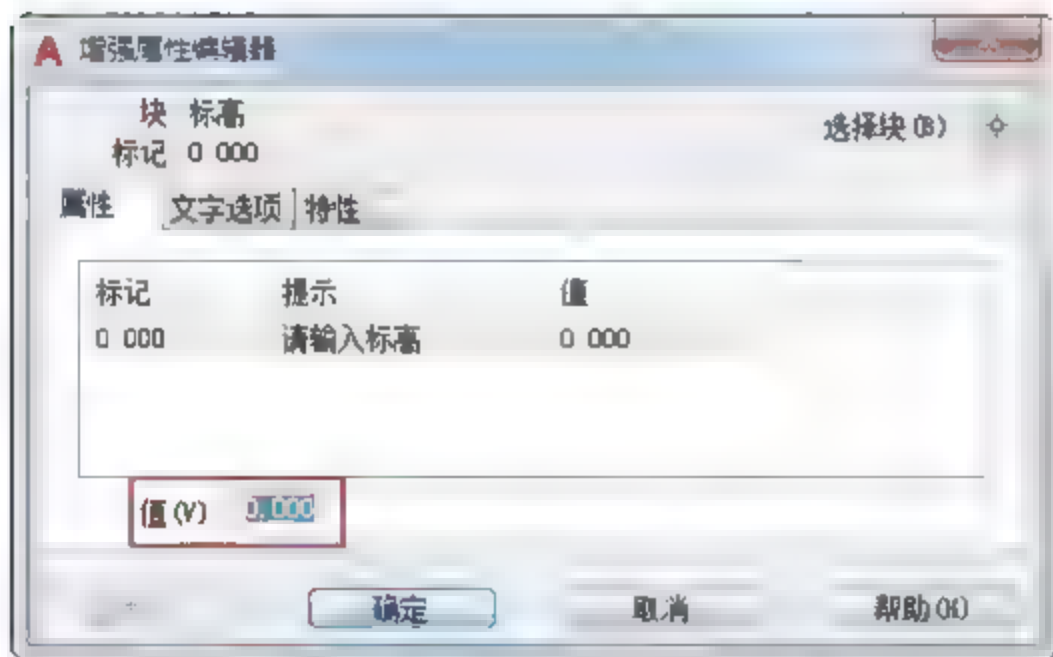 增强属性编辑器
块 标高
选择块(B)
标记 0 000
属性 文字选项 特性
标记 提示 值
0 000 请输入标高 0 000
值(V) 0.000
确定 取消 帮助(H)